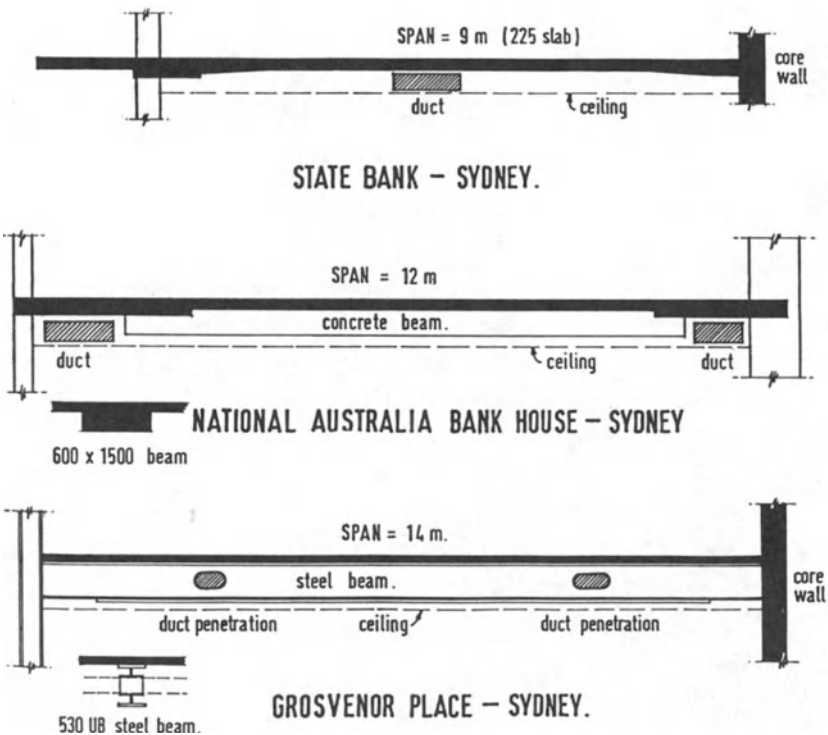 SPAN = 9 m (225 slab)
core
wall
duct
ceiling
STATE BANK – SYDNEY.
SPAN = 12 m
concrete beam.
duct
ceiling
duct
NATIONAL AUSTRALIA BANK HOUSE – SYDNEY
600 x 1500 beam
SPAN = 14 m.
steel beam.
core
wall
duct penetration
ceiling
duct penetration
GROSVENOR PLACE – SYDNEY.
530 UB steel beam.